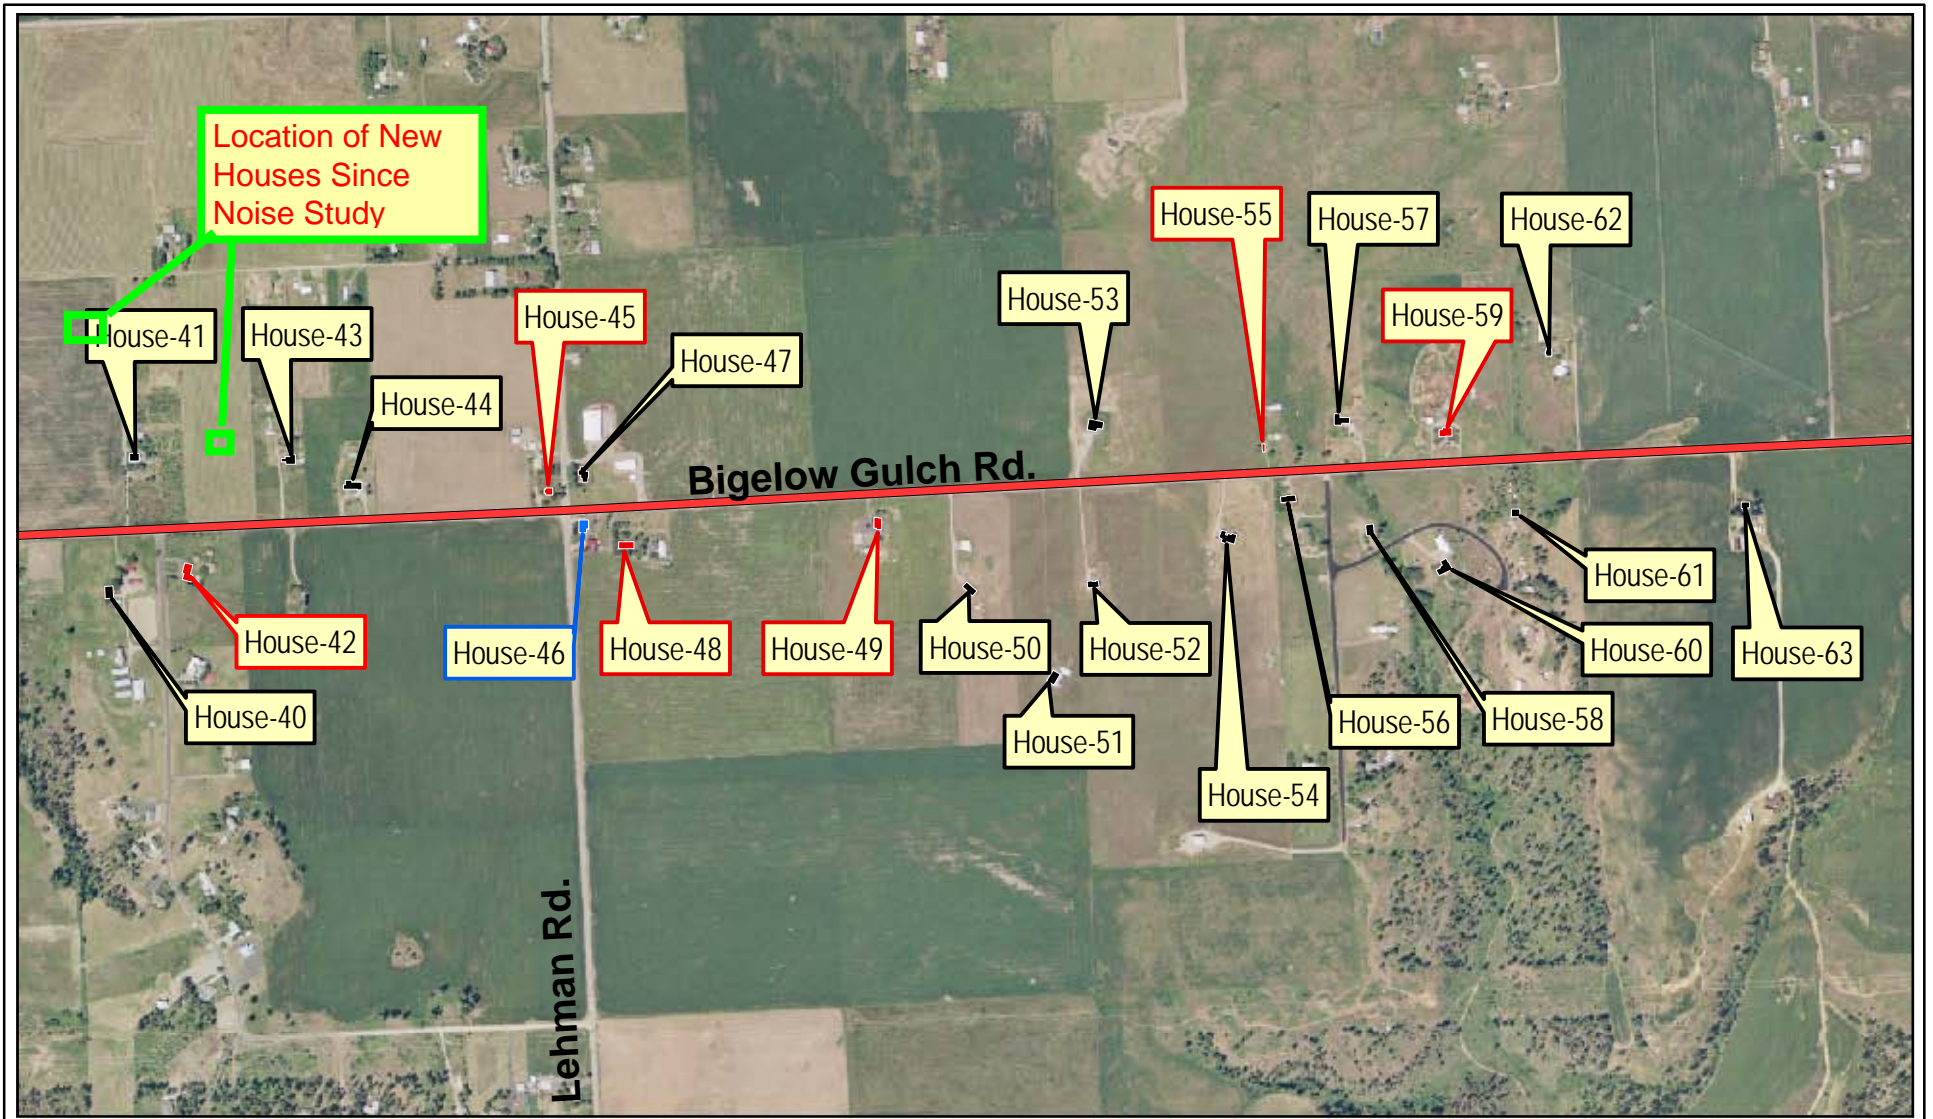 Location of New
Houses Since
Noise Study
House-55
House-57
House-62
House-41
House-43
House-45
House-47
House-53
House-59
House-44
Bigelow Gulch Rd.
House-42
House-46
House-48
House-49
House-50
House-52
House-61
House-60
House-63
House-40
House-51
House-56
House-58
House-54
Lehman Rd.